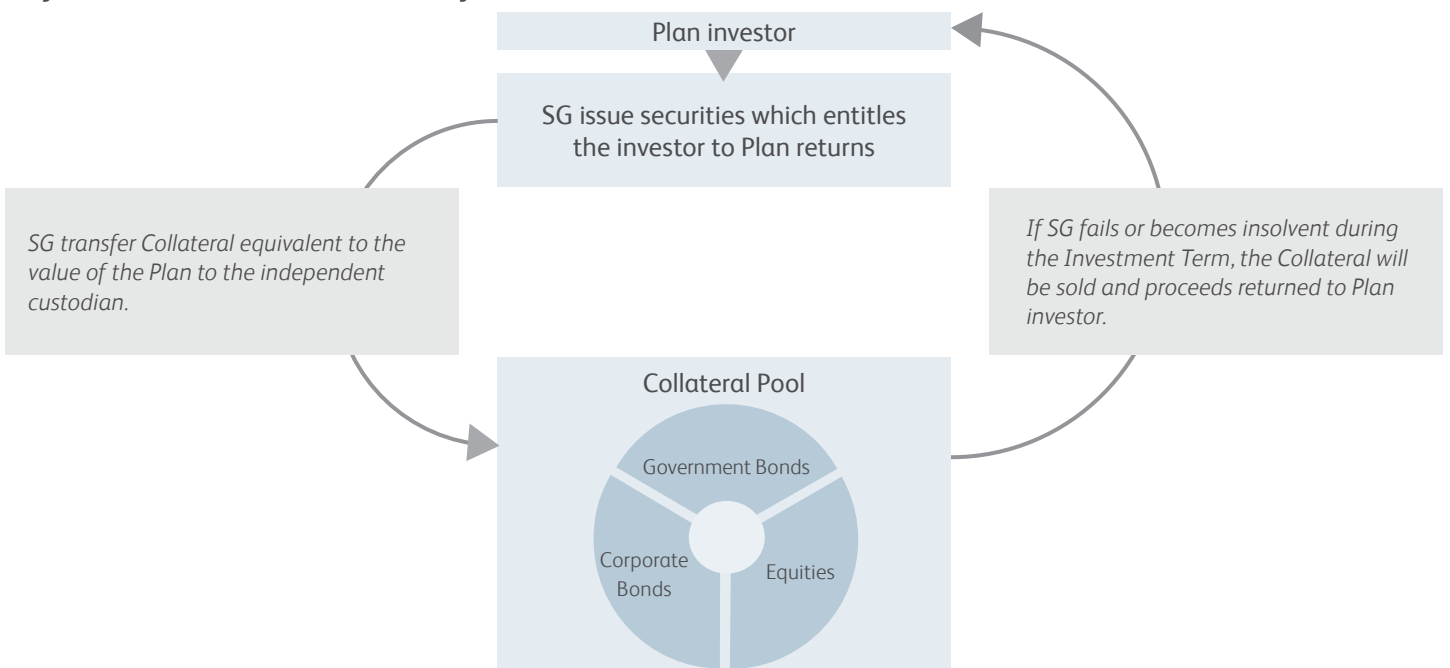 Plan investor
SG issue securities which entitles
the investor to Plan returns
SG transfer Collateral equivalent to the
value of the Plan to the independent
custodian.
If SG fails or becomes insolvent during
the Investment Term, the Collateral will
be sold and proceeds returned to Plan
investor.
Collateral Pool
Government Bonds
Corporate
Bonds
Equities